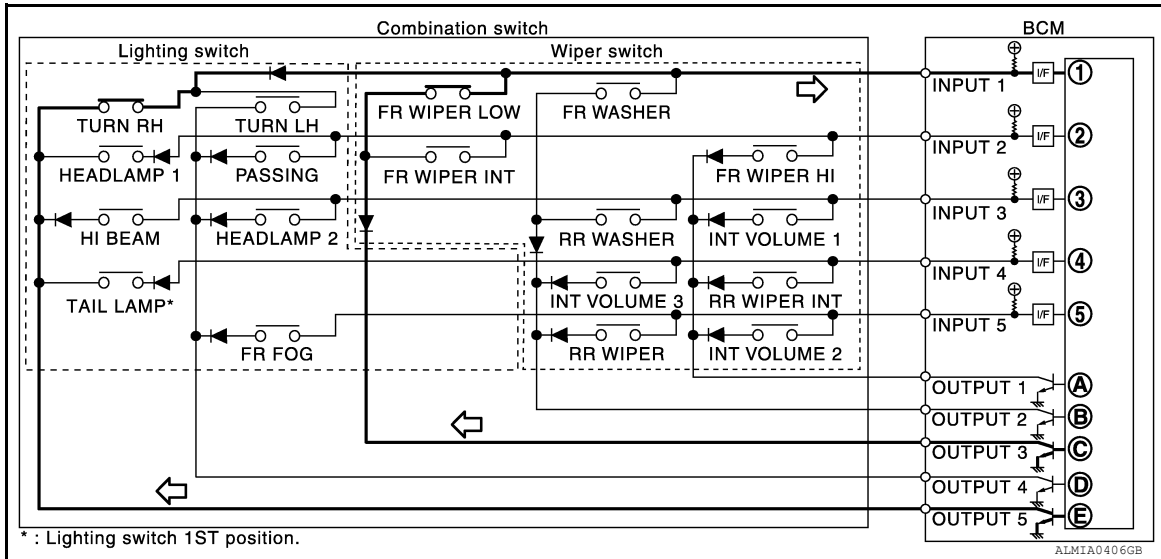 Combination switch
BCM
Lighting switch
Wiper switch
INPUT 1
I/F
1
TURN RH
TURN LH
FR WIPER LOW
FR WASHER
INPUT 2
I/F
2
HEADLAMP 1
PASSING
FR WIPER INT
FR WIPER HI
INPUT 3
I/F
3
HI BEAM
HEADLAMP 2
RR WASHER
INT VOLUME 1
INPUT 4
I/F
4
TAIL LAMP*
INT VOLUME 3
RR WIPER INT
INPUT 5
I/F
5
FR FOG
RR WIPER
INT VOLUME 2
OUTPUT 1
A
OUTPUT 2
B
OUTPUT 3
C
OUTPUT 4
D
OUTPUT 5
E
* : Lighting switch 1ST position.
ALMIA0406GB